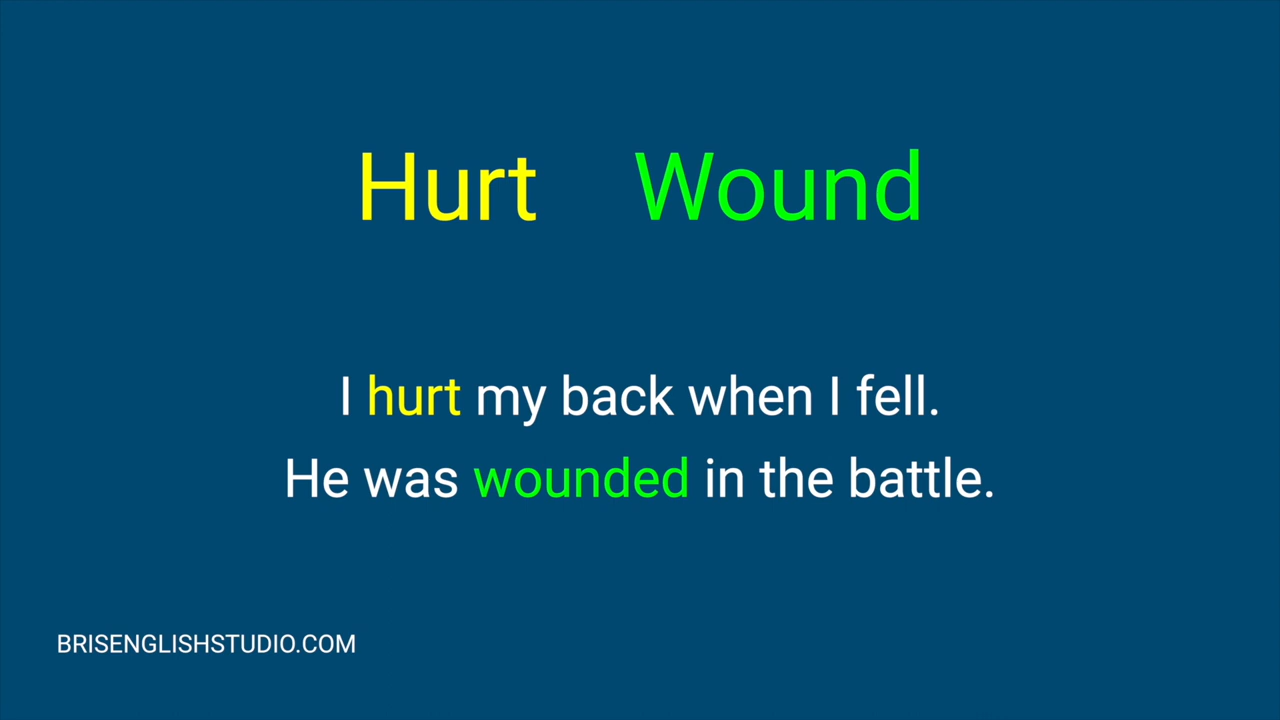 Hurt Wound
I hurt my back when I fell.
He was wounded in the battle.
BRISENGLISHSTUDIO.COM